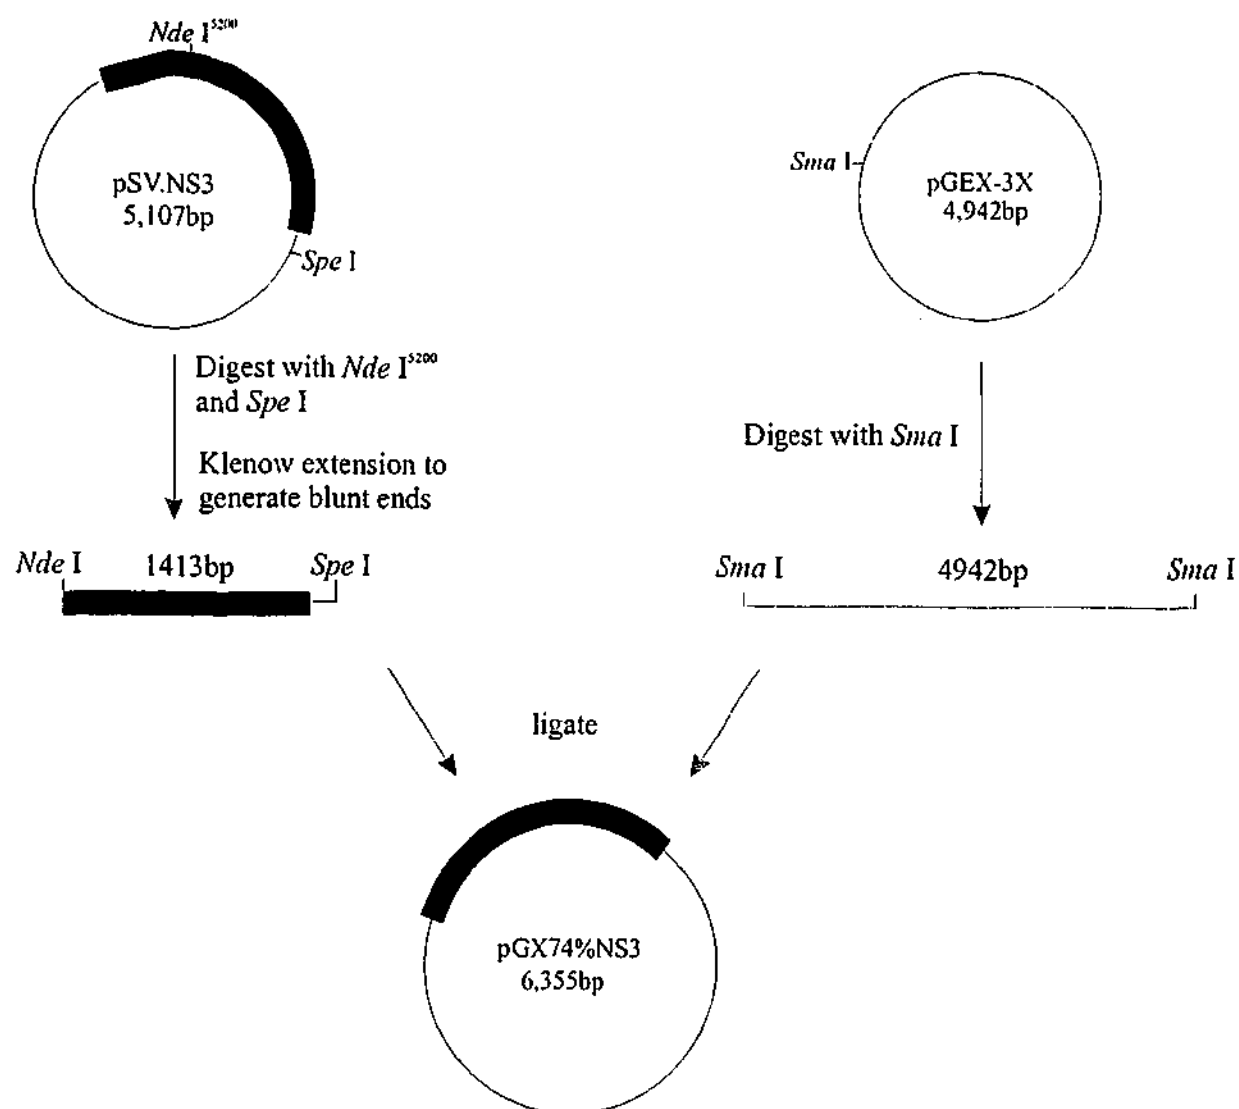 Nde I⁵²⁰⁰
pSV.NS3
5,107bp
Spe I
Sma I
pGEX-3X
4,942bp
Digest with Nde I⁵²⁰⁰
and Spe I
Klenow extension to
generate blunt ends
Digest with Sma I
Nde I
1413bp
Spe I
Sma I
4942bp
Sma I
ligate
pGX74%NS3
6,355bp